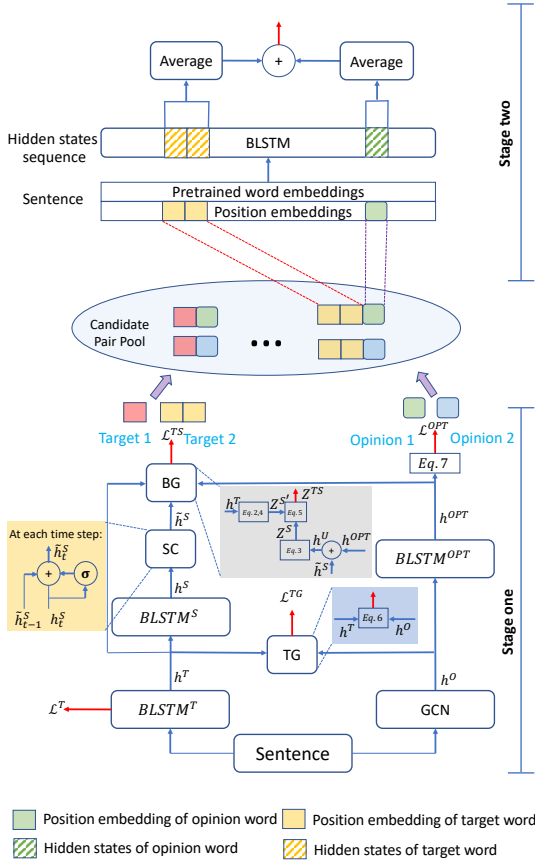 Average
+
Average
Hidden states
sequence
BLSTM
Stage two
Sentence
Pretrained word embeddings
Position embeddings
Candidate
Pair Pool
...
Target 1
Target 2
Opinion 1
Opinion 2
ℒ^{TS}
ℒ^{OPT}
Eq.7
BG
h^T
Eq.2,4
Z^{S'}
Eq.5
Z^{TS}
Z^S
Eq.3
h^U
+
h^{OPT}
h̃^S
h^{OPT}
h̃^S
At each time step:
h̃_t^S
+
σ
h̃_{t-1}^S
h_t^S
SC
BLSTM^{OPT}
h^S
BLSTM^S
ℒ^{TG}
Eq.6
h^T
h^O
TG
Stage one
h^T
h^O
ℒ^T
BLSTM^T
GCN
Sentence
Position embedding of opinion word
Position embedding of target word
Hidden states of opinion word
Hidden states of target word